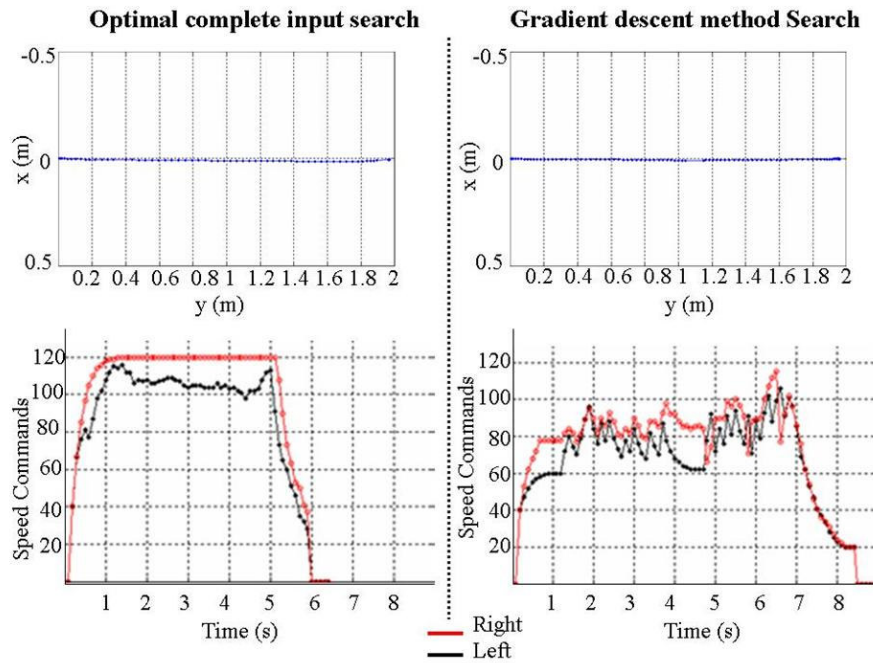 Optimal complete input search
Gradient descent method Search
-0.5
x (m)
0
0.5
0.2 0.4 0.6 0.8 1 1.2 1.4 1.6 1.8 2
y (m)
-0.5
x (m)
0
0.5
0.2 0.4 0.6 0.8 1 1.2 1.4 1.6 1.8 2
y (m)
120
100
80
60
40
20
Speed Commands
1 2 3 4 5 6 7 8
Time (s)
120
100
80
60
40
20
Speed Commands
1 2 3 4 5 6 7 8
Time (s)
Right
Left